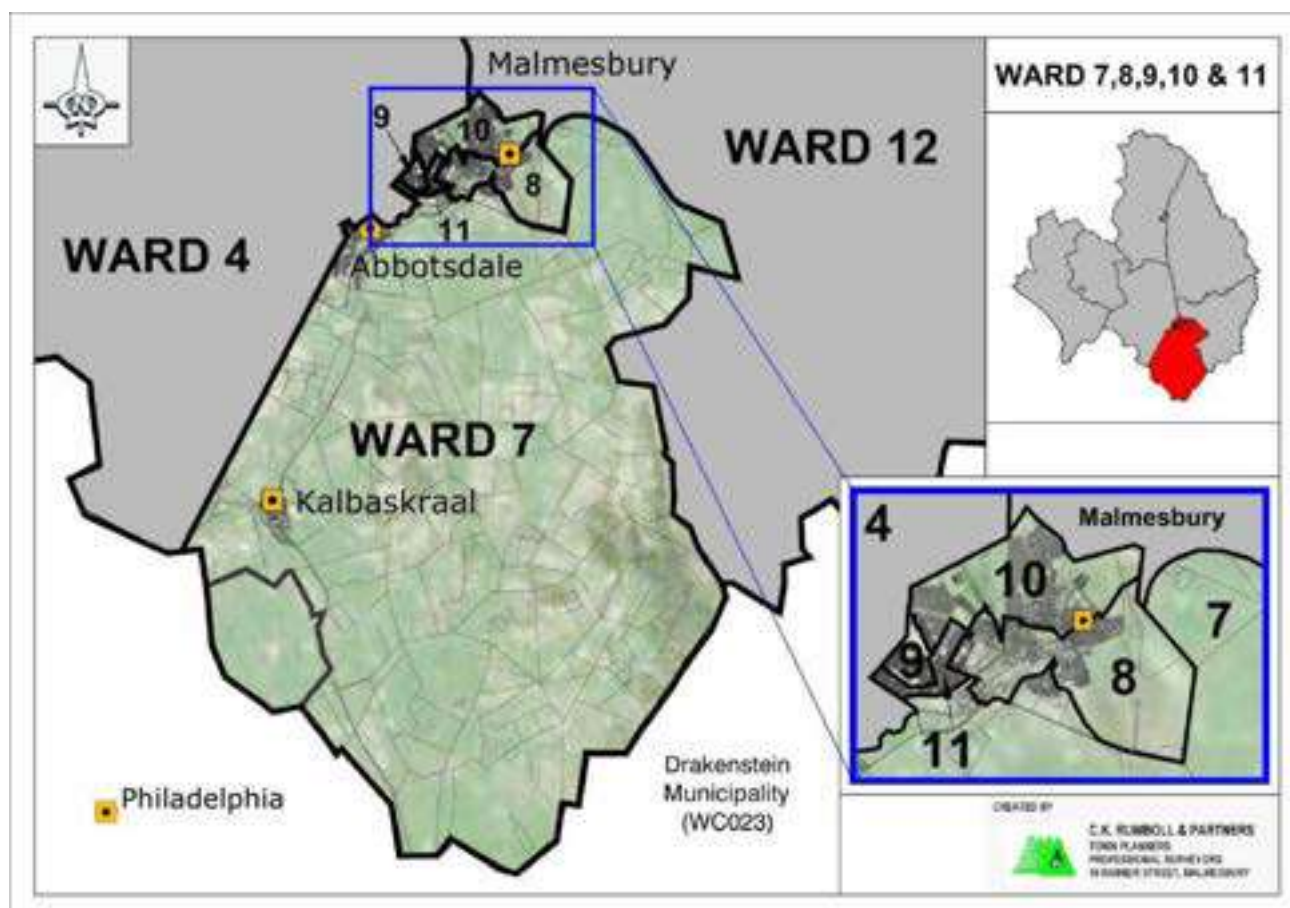 WARD 7,8,9,10 & 11
Malmesbury
9
10
8
11
WARD 12
WARD 4
Abbotsdale
WARD 7
Kalbaskraal
Philadelphia
Drakenstein
Municipality
(WC023)
4
Malmesbury
10
7
9
8
11
CREATED BY
C.K. RUMBOLL & PARTNERS
TOWN PLANNERS
PROFESSIONAL SURVEYORS
STREET, MALMESBURY